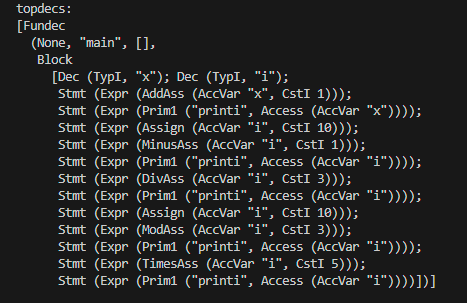 topdecs:
[Fundec
(None, "main", [],
Block
[Dec (TypI, "x"); Dec (TypI, "i");
Stmt (Expr (AddAss (AccVar "x", CstI 1)));
Stmt (Expr (Prim1 ("printi", Access (AccVar "x"))));
Stmt (Expr (Assign (AccVar "i", CstI 10)));
Stmt (Expr (MinusAss (AccVar "i", CstI 1)));
Stmt (Expr (Prim1 ("printi", Access (AccVar "i"))));
Stmt (Expr (DivAss (AccVar "i", CstI 3)));
Stmt (Expr (Prim1 ("printi", Access (AccVar "i"))));
Stmt (Expr (Assign (AccVar "i", CstI 10)));
Stmt (Expr (ModAss (AccVar "i", CstI 3)));
Stmt (Expr (Prim1 ("printi", Access (AccVar "i"))));
Stmt (Expr (TimesAss (AccVar "i", CstI 5)));
Stmt (Expr (Prim1 ("printi", Access (AccVar "i"))))])]